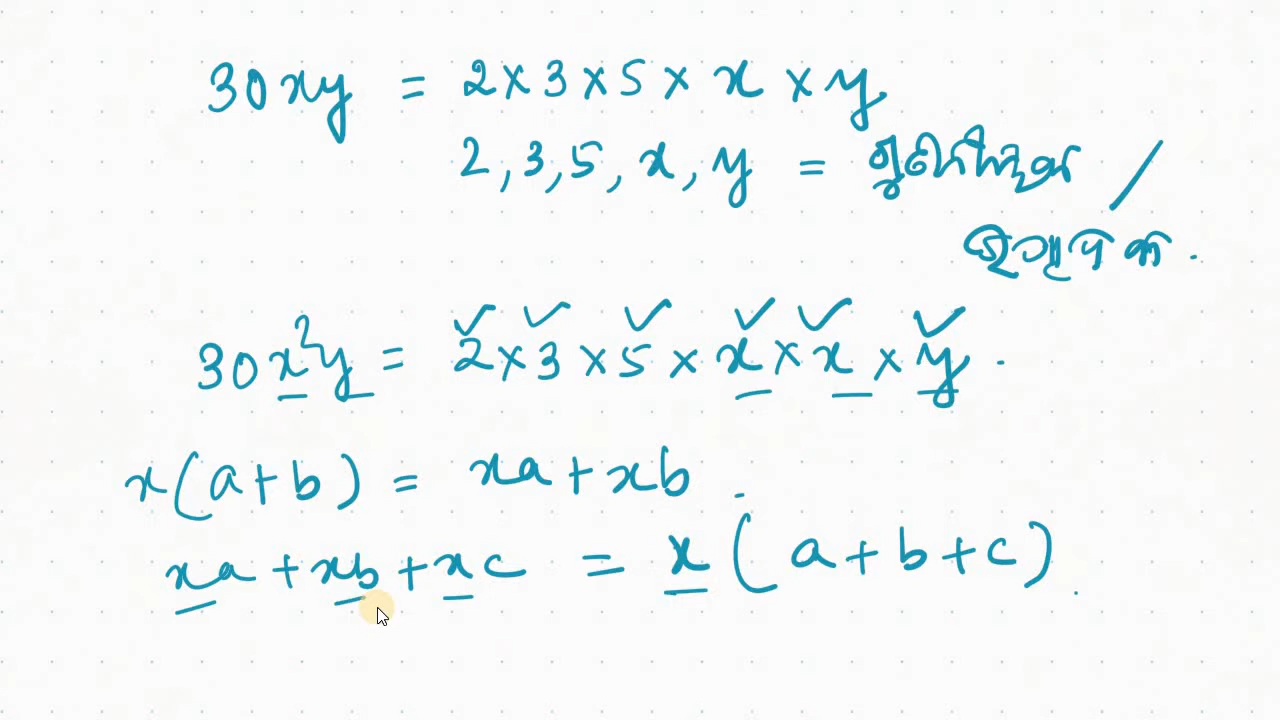 30xy = 2×3×5×x×y
2,3,5,x,y = ଗୁଣନୀୟକ /
ଉତ୍ପାଦକ .
30x²y = 2×3×5×x×x×y .
x(a+b) = xa+xb .
xa+xb+xc = x(a+b+c) .